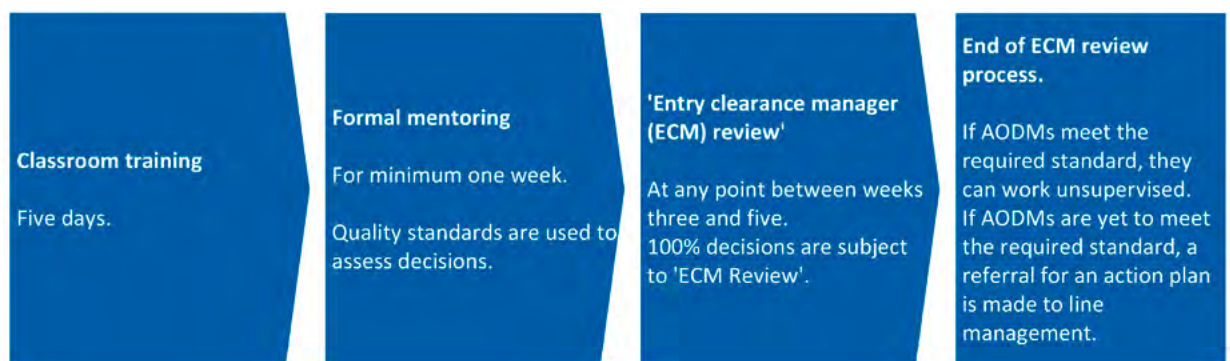 Classroom training
Five days.
Formal mentoring
For minimum one week.
Quality standards are used to
assess decisions.
'Entry clearance manager
(ECM) review'
At any point between weeks
three and five.
100% decisions are subject
to 'ECM Review'.
End of ECM review
process.
If AODMs meet the
required standard, they
can work unsupervised.
If AODMs are yet to meet
the required standard, a
referral for an action plan
is made to line
management.